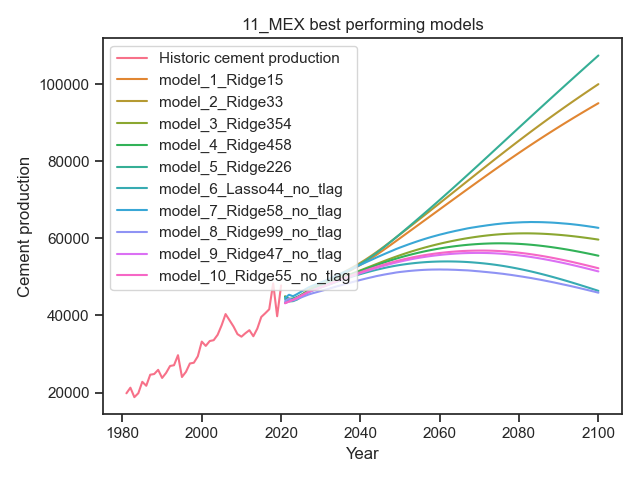 11_MEX best performing models
Historic cement production
model_1_Ridge15
model_2_Ridge33
model_3_Ridge354
model_4_Ridge458
model_5_Ridge226
model_6_Lasso44_no_tlag
model_7_Ridge58_no_tlag
model_8_Ridge99_no_tlag
model_9_Ridge47_no_tlag
model_10_Ridge55_no_tlag
Cement production
100000
80000
60000
40000
20000
1980 2000 2020 2040 2060 2080 2100
Year